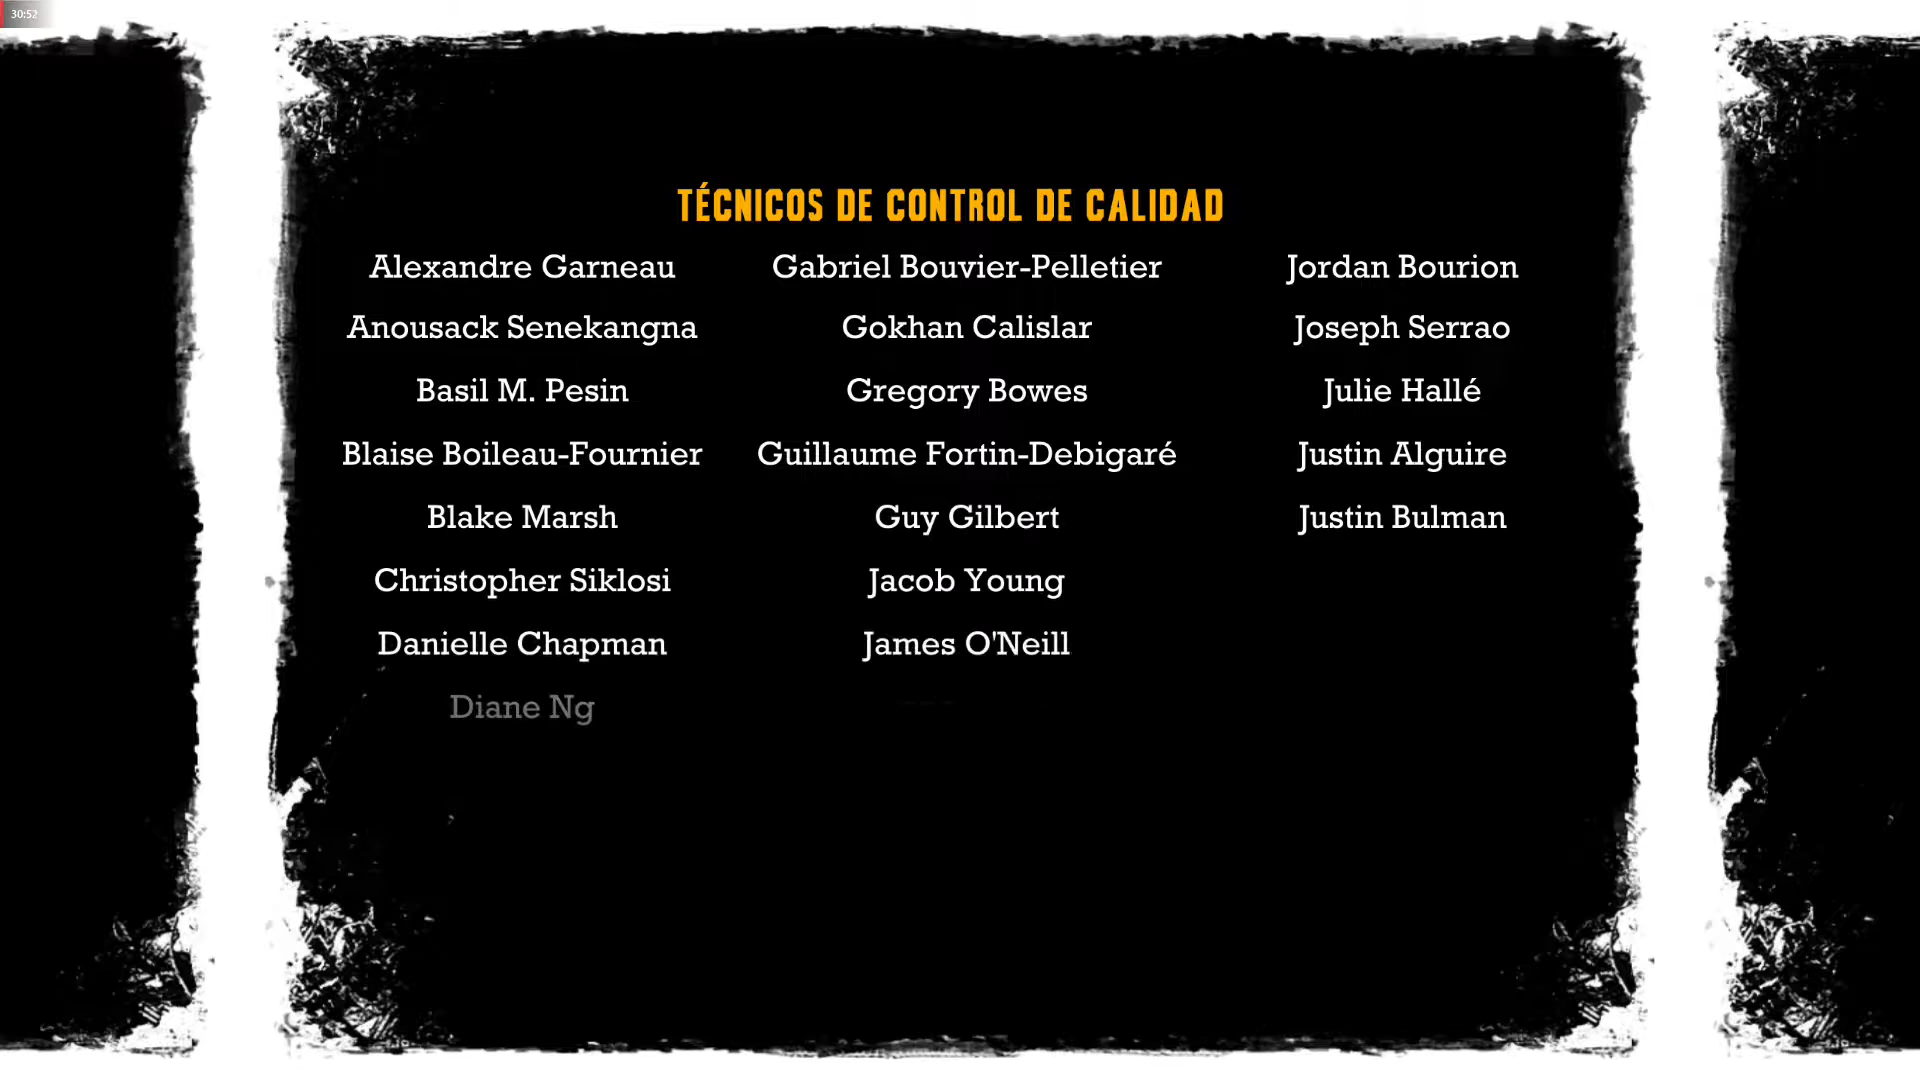 30:52
TÉCNICOS DE CONTROL DE CALIDAD
Alexandre Garneau
Anousack Senekangna
Basil M. Pesin
Blaise Boileau-Fournier
Blake Marsh
Christopher Siklosi
Danielle Chapman
Diane Ng
Gabriel Bouvier-Pelletier
Gokhan Calislar
Gregory Bowes
Guillaume Fortin-Debigaré
Guy Gilbert
Jacob Young
James O'Neill
Jordan Bourion
Joseph Serrao
Julie Hallé
Justin Alguire
Justin Bulman